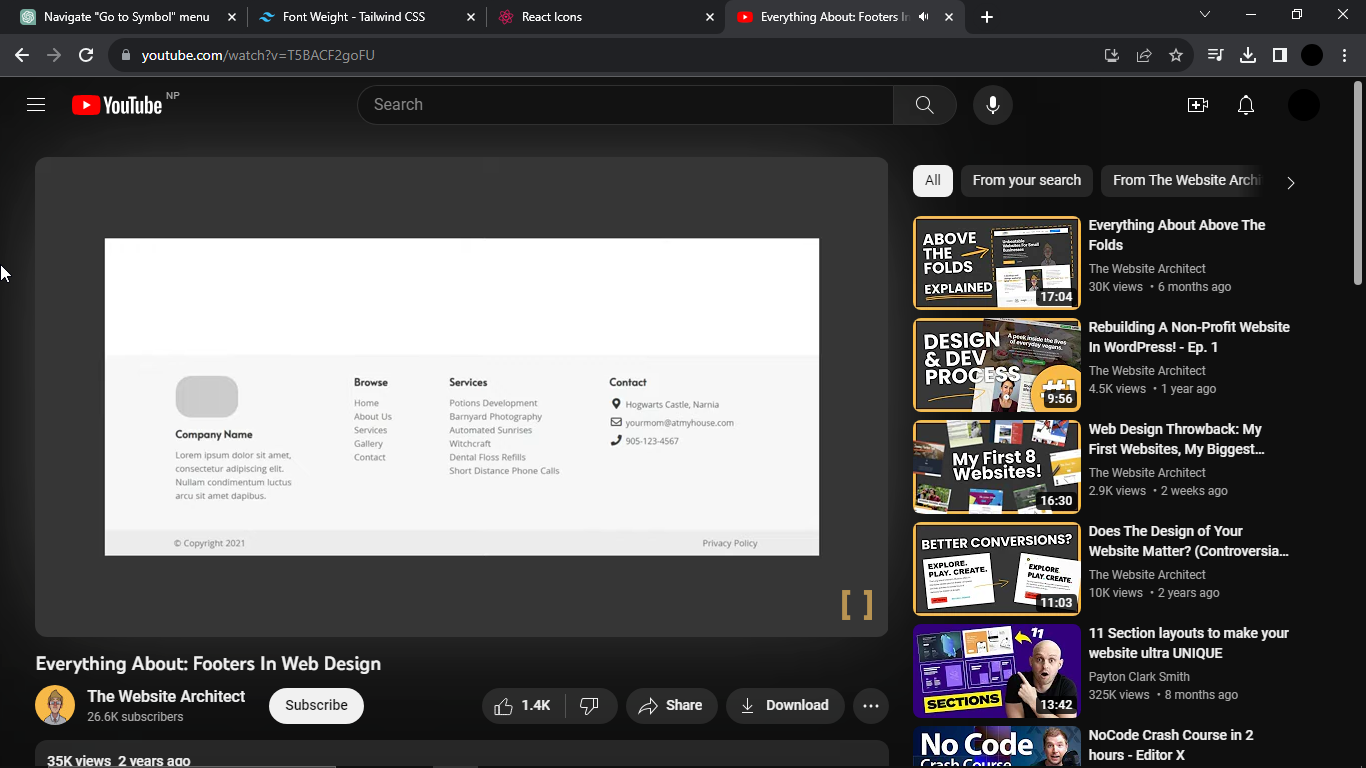 Navigate "Go to Symbol" menu
Font Weight - Tailwind CSS
React Icons
Everything About: Footers In
youtube.com/watch?v=T5BACF2goFU
YouTube NP
Search
All
From your search
From The Website Archi
Browse
Services
Contact
Home
About Us
Services
Gallery
Contact
Potions Development
Barnyard Photography
Automated Sunrises
Witchcraft
Dental Floss Refills
Short Distance Phone Calls
Hogwarts Castle, Narnia
yourmom@atmyhouse.com
905-123-4567
Company Name
Lorem ipsum dolor sit amet,
consectetur adipiscing elit.
Nullam condimentum luctus
arcu sit amet dapibus.
© Copyright 2021
Privacy Policy
[ ]
Everything About: Footers In Web Design
The Website Architect
26.6K subscribers
Subscribe
1.4K
Share
Download
35K views 2 years ago
ABOVE
THE
FOLDS
EXPLAINED
17:04
Everything About Above The
Folds
The Website Architect
30K views • 6 months ago
DESIGN
& DEV
PROCESS
A peek inside the lives
of everyday vegans.
#1
9:56
Rebuilding A Non-Profit Website
In WordPress! - Ep. 1
The Website Architect
4.5K views • 1 year ago
My First 8
Websites!
16:30
Web Design Throwback: My
First Websites, My Biggest...
The Website Architect
2.9K views • 2 weeks ago
BETTER CONVERSIONS?
EXPLORE.
PLAY. CREATE.
EXPLORE.
PLAY. CREATE.
11:03
Does The Design of Your
Website Matter? (Controversia...
The Website Architect
10K views • 2 years ago
11
SECTIONS
13:42
11 Section layouts to make your
website ultra UNIQUE
Payton Clark Smith
325K views • 8 months ago
No Code
Crash Course
NoCode Crash Course in 2
hours - Editor X